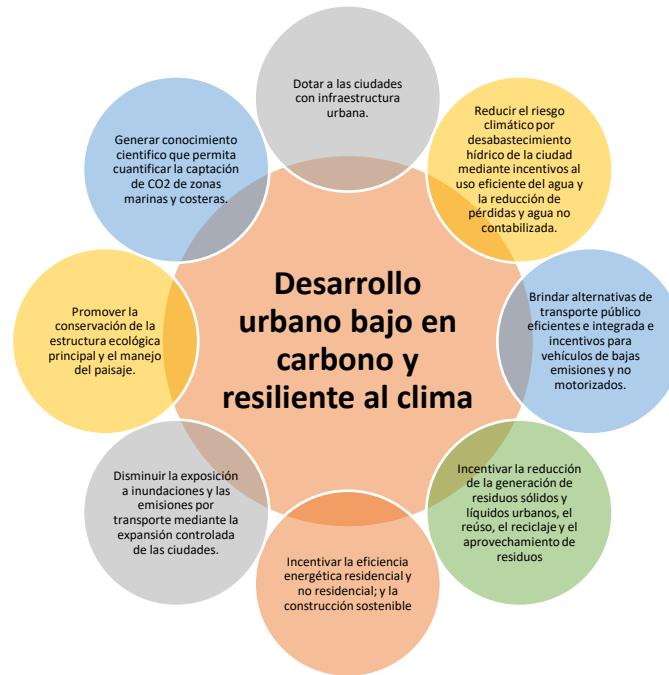 Dotar a las ciudades
con infraestructura
urbana.
Reducir el riesgo
climático por
desabastecimiento
hídrico de la ciudad
mediante incentivos al
uso eficiente del agua y
la reducción de
pérdidas y agua no
contabilizada.
Brindar alternativas de
transporte público
eficientes e integrada e
incentivos para
vehículos de bajas
emisiones y no
motorizados.
Incentivar la reducción
de la generación de
residuos sólidos y
líquidos urbanos, el
reúso, el reciclaje y el
aprovechamiento de
residuos
Incentivar la eficiencia
energética residencial y
no residencial; y la
construcción sostenible
Disminuir la exposición
a inundaciones y las
emisiones por
transporte mediante la
expansión controlada
de las ciudades.
Promover la
conservación de la
estructura ecológica
principal y el manejo
del paisaje.
Generar conocimiento
cientifico que permita
cuantificar la captación
de CO2 de zonas
marinas y costeras.
Desarrollo
urbano bajo en
carbono y
resiliente al clima